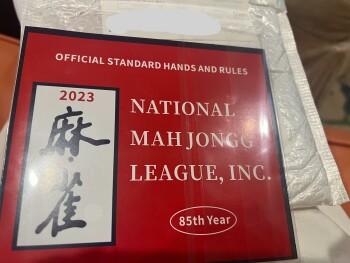 OFFICIAL STANDARD HANDS AND RULES
2023
麻
雀
NATIONAL
MAH JONGG
LEAGUE, INC.
85th Year